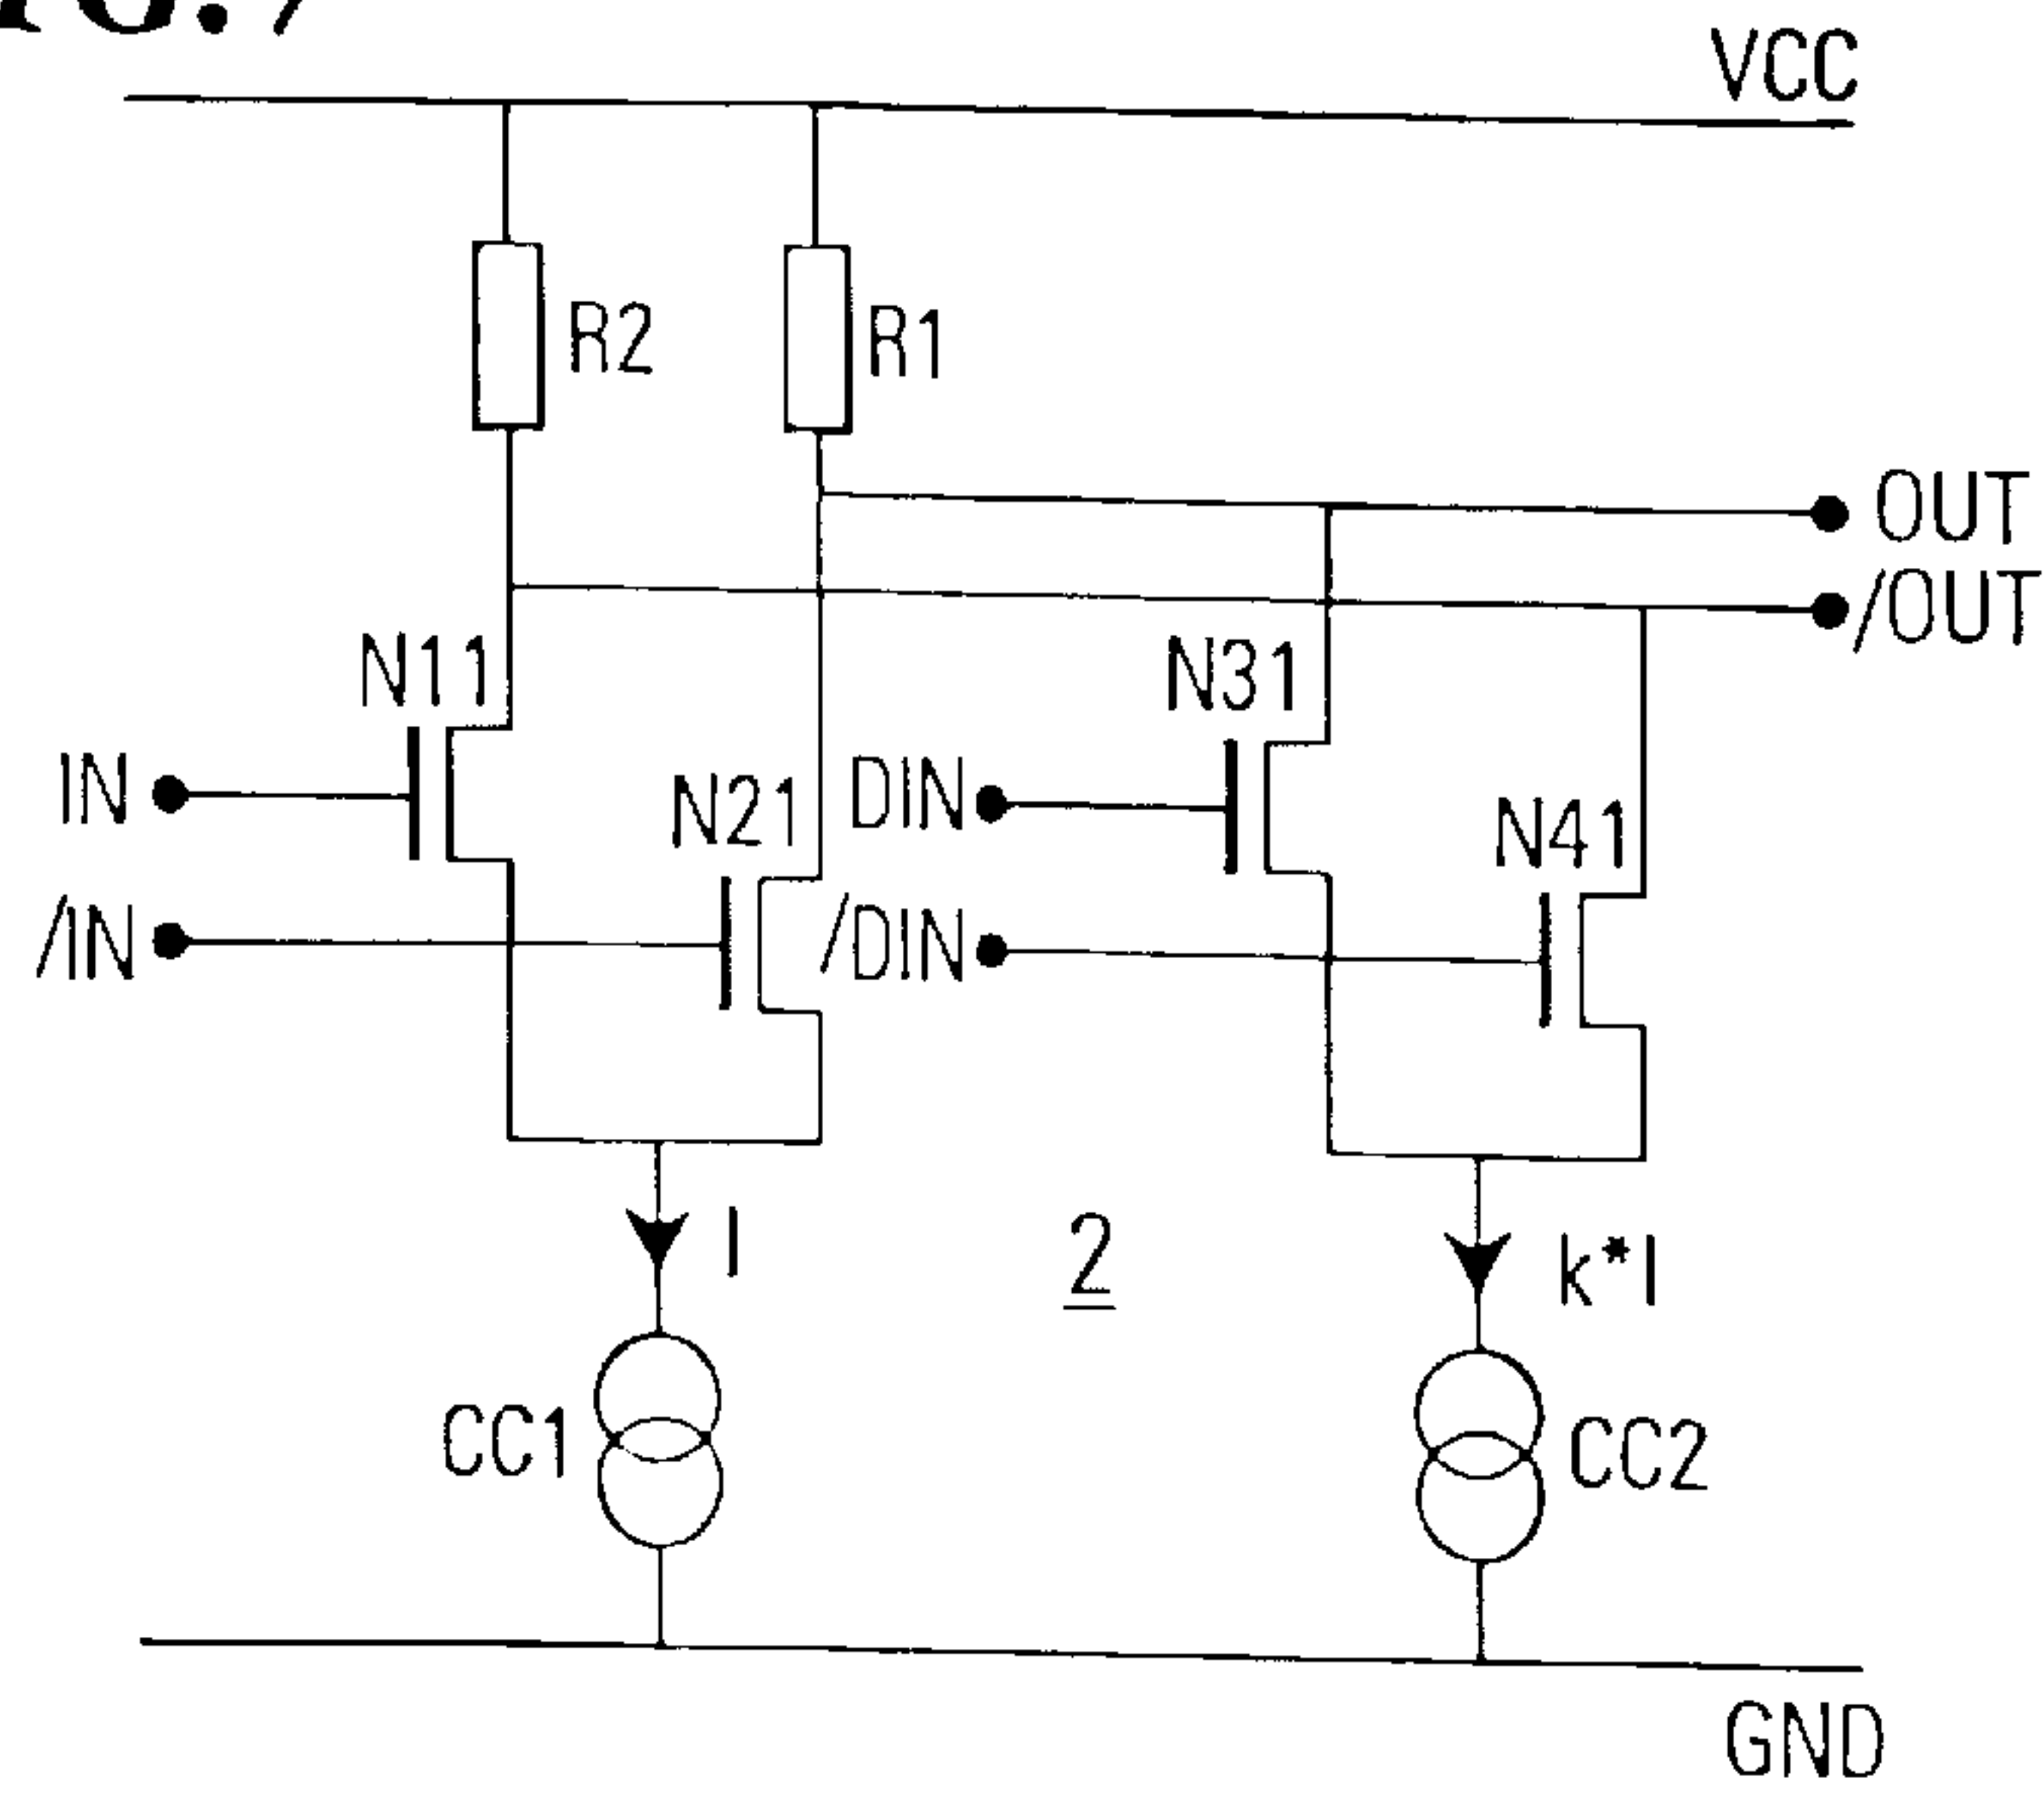 VCC
R2
R1
OUT
/OUT
N11
N31
IN
N21
DIN
N41
/IN
/DIN
I
2
k*I
CC1
CC2
GND